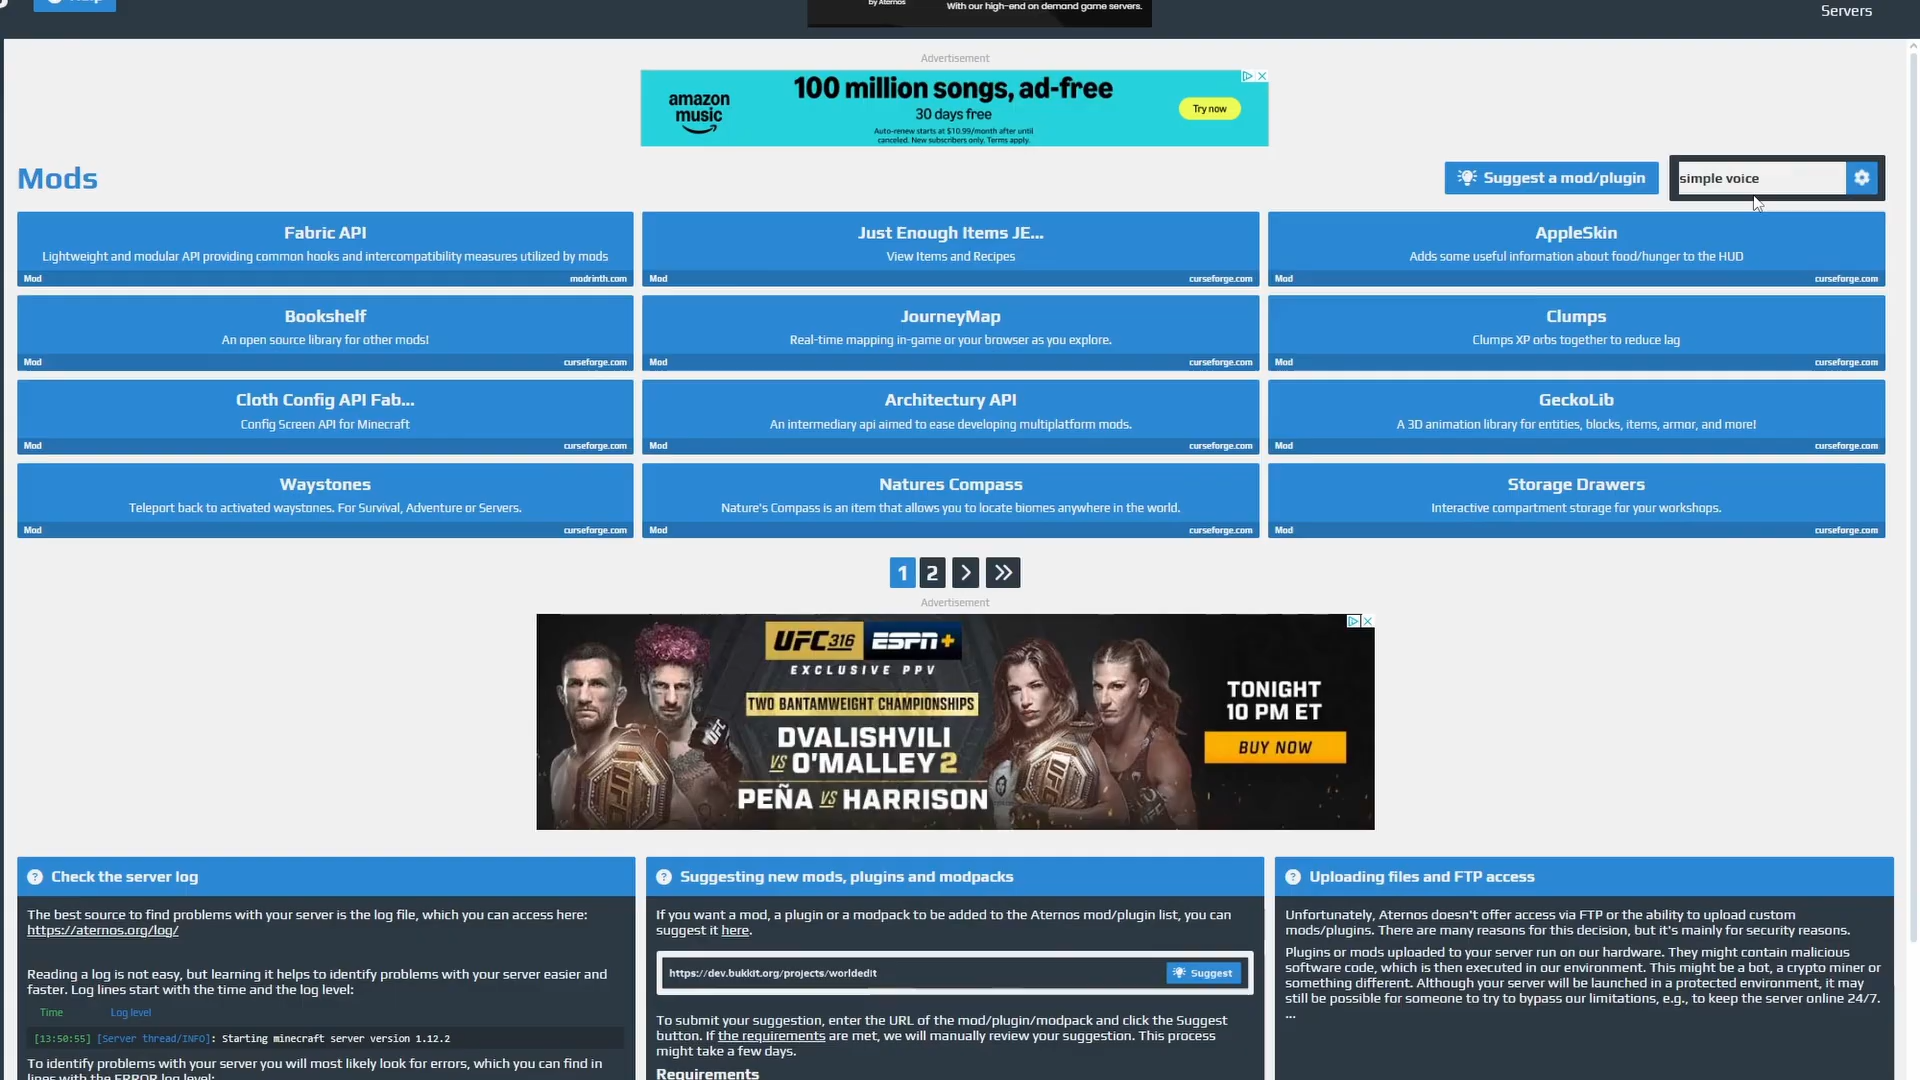 Help
by Aternos
With our high-end on demand game servers.
Servers
Advertisement
amazon
music
100 million songs, ad-free
30 days free
Auto-renew starts at $10.99/month after until
canceled. New subscribers only. Terms apply.
Try now
Mods
Suggest a mod/plugin
simple voice
Fabric API
Lightweight and modular API providing common hooks and intercompatibility measures utilized by mods
Mod
modrinth.com
Just Enough Items JE...
View Items and Recipes
Mod
curseforge.com
AppleSkin
Adds some useful information about food/hunger to the HUD
Mod
curseforge.com
Bookshelf
An open source library for other mods!
Mod
curseforge.com
JourneyMap
Real-time mapping in-game or your browser as you explore.
Mod
curseforge.com
Clumps
Clumps XP orbs together to reduce lag
Mod
curseforge.com
Cloth Config API Fab...
Config Screen API for Minecraft
Mod
curseforge.com
Architectury API
An intermediary api aimed to ease developing multiplatform mods.
Mod
curseforge.com
GeckoLib
A 3D animation library for entities, blocks, items, armor, and more!
Mod
curseforge.com
Waystones
Teleport back to activated waystones. For Survival, Adventure or Servers.
Mod
curseforge.com
Natures Compass
Nature's Compass is an item that allows you to locate biomes anywhere in the world.
Mod
curseforge.com
Storage Drawers
Interactive compartment storage for your workshops.
Mod
curseforge.com
1 2
Advertisement
UFC 316 ESPN+
EXCLUSIVE PPV
TWO BANTAMWEIGHT CHAMPIONSHIPS
DVALISHVILI
VS O'MALLEY 2
PEÑA VS HARRISON
TONIGHT
10 PM ET
BUY NOW
Check the server log
The best source to find problems with your server is the log file, which you can access here:
https://aternos.org/log/
Reading a log is not easy, but learning it helps to identify problems with your server easier and
faster. Log lines start with the time and the log level:
Time Log level
[13:50:55] [Server thread/INFO]: Starting minecraft server version 1.12.2
To identify problems with your server you will most likely look for errors, which you can find in
lines with the ERROR log level:
Suggesting new mods, plugins and modpacks
If you want a mod, a plugin or a modpack to be added to the Aternos mod/plugin list, you can
suggest it here.
https://dev.bukkit.org/projects/worldedit
Suggest
To submit your suggestion, enter the URL of the mod/plugin/modpack and click the Suggest
button. If the requirements are met, we will manually review your suggestion. This process
might take a few days.
Requirements
Uploading files and FTP access
Unfortunately, Aternos doesn't offer access via FTP or the ability to upload custom
mods/plugins. There are many reasons for this decision, but it's mainly for security reasons.
Plugins or mods uploaded to your server run on our hardware. They might contain malicious
software code, which is then executed in our environment. This might be a bot, a crypto miner or
something different. Although your server will be launched in a protected environment, it may
still be possible for someone to try to bypass our limitations, e.g., to keep the server online 24/7.
...